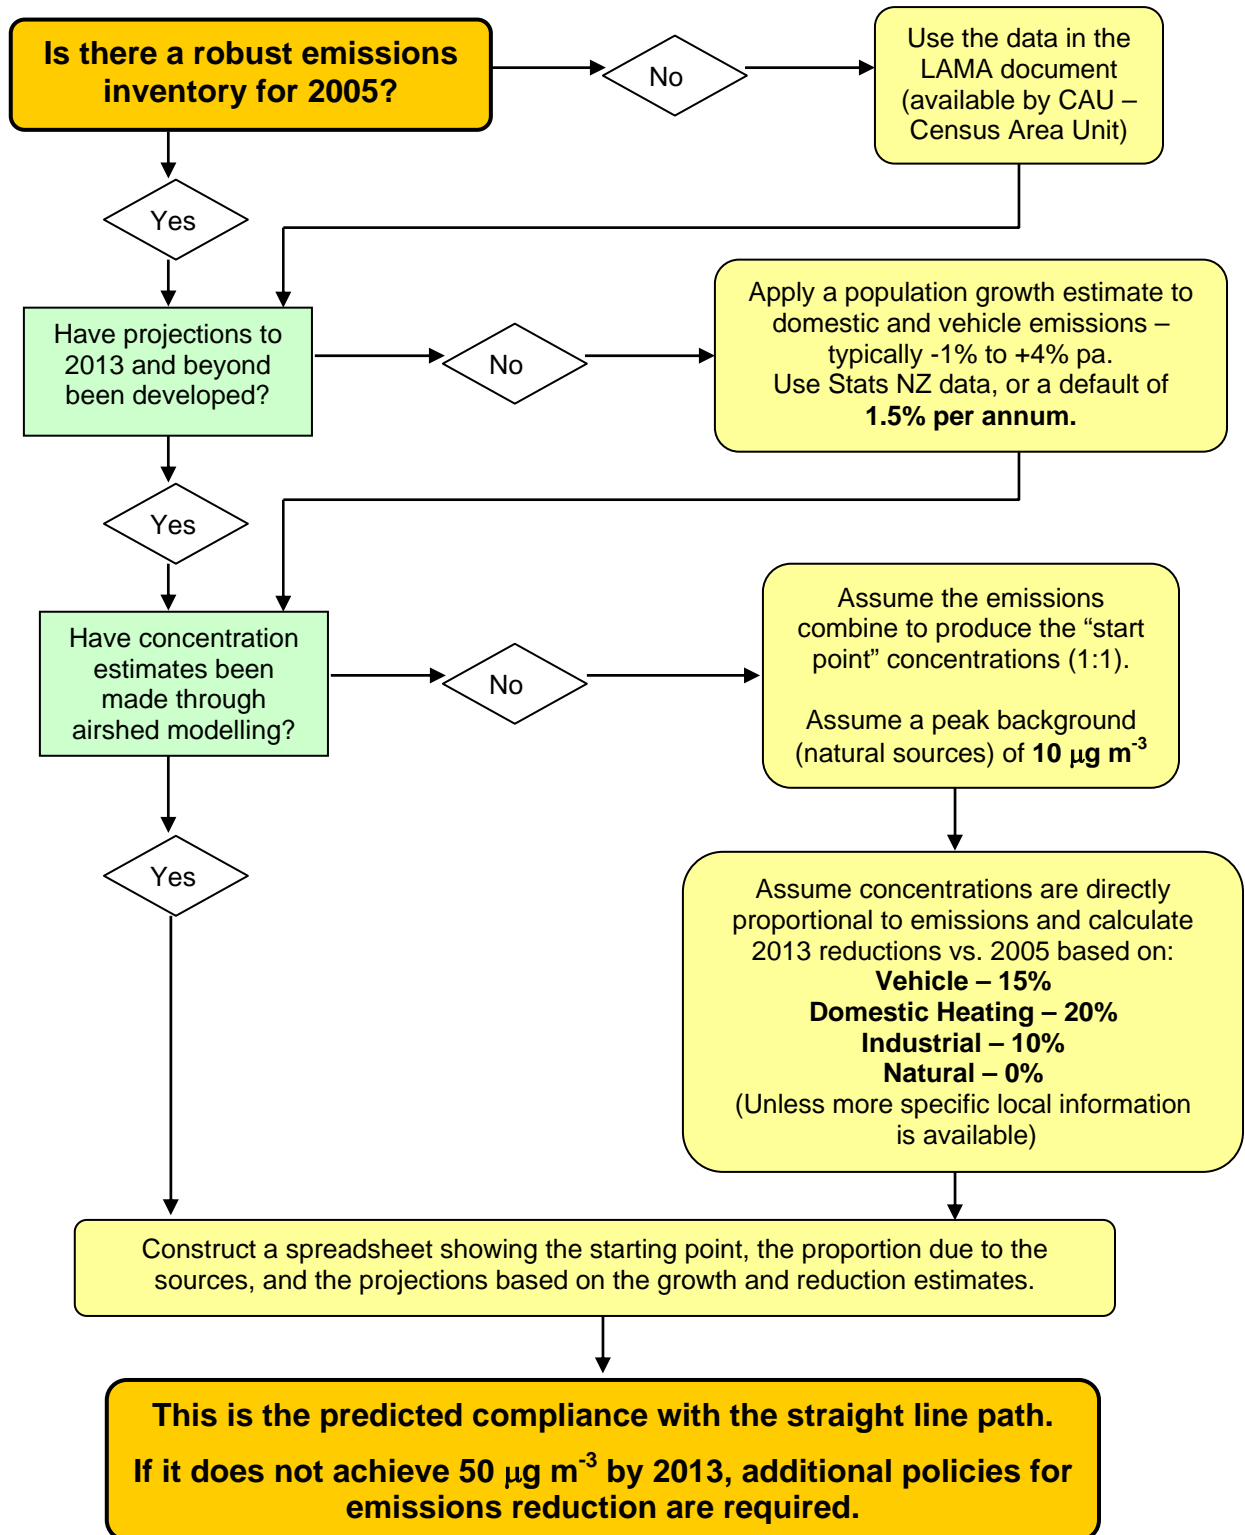 Is there a robust emissions
inventory for 2005?
No
Use the data in the
LAMA document
(available by CAU –
Census Area Unit)
Yes
Have projections to
2013 and beyond
been developed?
No
Apply a population growth estimate to
domestic and vehicle emissions –
typically -1% to +4% pa.
Use Stats NZ data, or a default of
1.5% per annum.
Yes
Have concentration
estimates been
made through
airshed modelling?
No
Assume the emissions
combine to produce the “start
point” concentrations (1:1).
Assume a peak background
(natural sources) of 10 μg m-3
Yes
Assume concentrations are directly
proportional to emissions and calculate
2013 reductions vs. 2005 based on:
Vehicle – 15%
Domestic Heating – 20%
Industrial – 10%
Natural – 0%
(Unless more specific local information
is available)
Construct a spreadsheet showing the starting point, the proportion due to the
sources, and the projections based on the growth and reduction estimates.
This is the predicted compliance with the straight line path.
If it does not achieve 50 μg m-3 by 2013, additional policies for
emissions reduction are required.